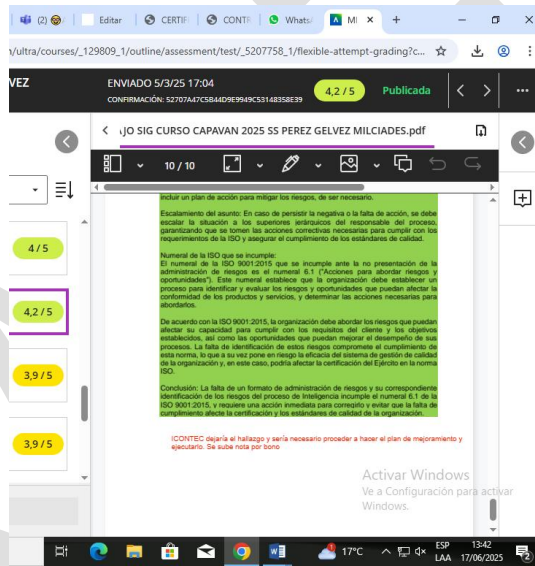 (2)
Editar
CERTIF
CONTR
Whats
MI
n/ultra/courses/_129809_1/outline/assessment/test/_5207758_1/flexible-attempt-grading?c...
VEZ
ENVIADO 5/3/25 17:04
CONFIRMACIÓN: 52707A47C5B44D9E9949C53148358E39
4,2 / 5
Publicada
JO SIG CURSO CAPAVAN 2025 SS PEREZ GELVEZ MILCIADES.pdf
10 / 10
4 / 5
4,2 / 5
3,9 / 5
3,9 / 5
incluir un plan de acción para mitigar los riesgos, de ser necesario.
Escalamiento del asunto: En caso de persistir la negativa o la falta de acción, se debe
escalar la situación a los superiores jerárquicos del responsable del proceso,
garantizando que se tomen las acciones correctivas necesarias para cumplir con los
requerimientos de la ISO y asegurar el cumplimiento de los estándares de calidad.
Numeral de la ISO que se incumple:
El numeral de la ISO 9001:2015 que se incumple ante la no presentación de la
administración de riesgos es el numeral 6.1 ("Acciones para abordar riesgos y
oportunidades"). Este numeral establece que la organización debe establecer un
proceso para identificar y evaluar los riesgos y oportunidades que puedan afectar la
conformidad de los productos y servicios, y determinar las acciones necesarias para
abordarlos.
De acuerdo con la ISO 9001:2015, la organización debe abordar los riesgos que puedan
afectar su capacidad para cumplir con los requisitos del cliente y los objetivos
establecidos, así como las oportunidades que puedan mejorar el desempeño de sus
procesos. La falta de identificación de estos riesgos compromete el cumplimiento de
esta norma, lo que a su vez pone en riesgo la eficacia del sistema de gestión de calidad
de la organización y, en este caso, podría afectar la certificación del Ejército en la norma
ISO.
Conclusión: La falta de un formato de administración de riesgos y su correspondiente
identificación de los riesgos del proceso de Inteligencia incumple el numeral 6.1 de la
ISO 9001:2015, y requiere una acción inmediata para corregirlo y evitar que la falta de
cumplimiento afecte la certificación y los estándares de calidad de la organización.
ICONTEC dejaría el hallazgo y sería necesario proceder a hacer el plan de mejoramiento y
ejecutarlo. Se sube nota por bono
Activar Windows
Ve a Configuración para activar
Windows.
17°C
ESP
LAA
13:42
17/06/2025
2